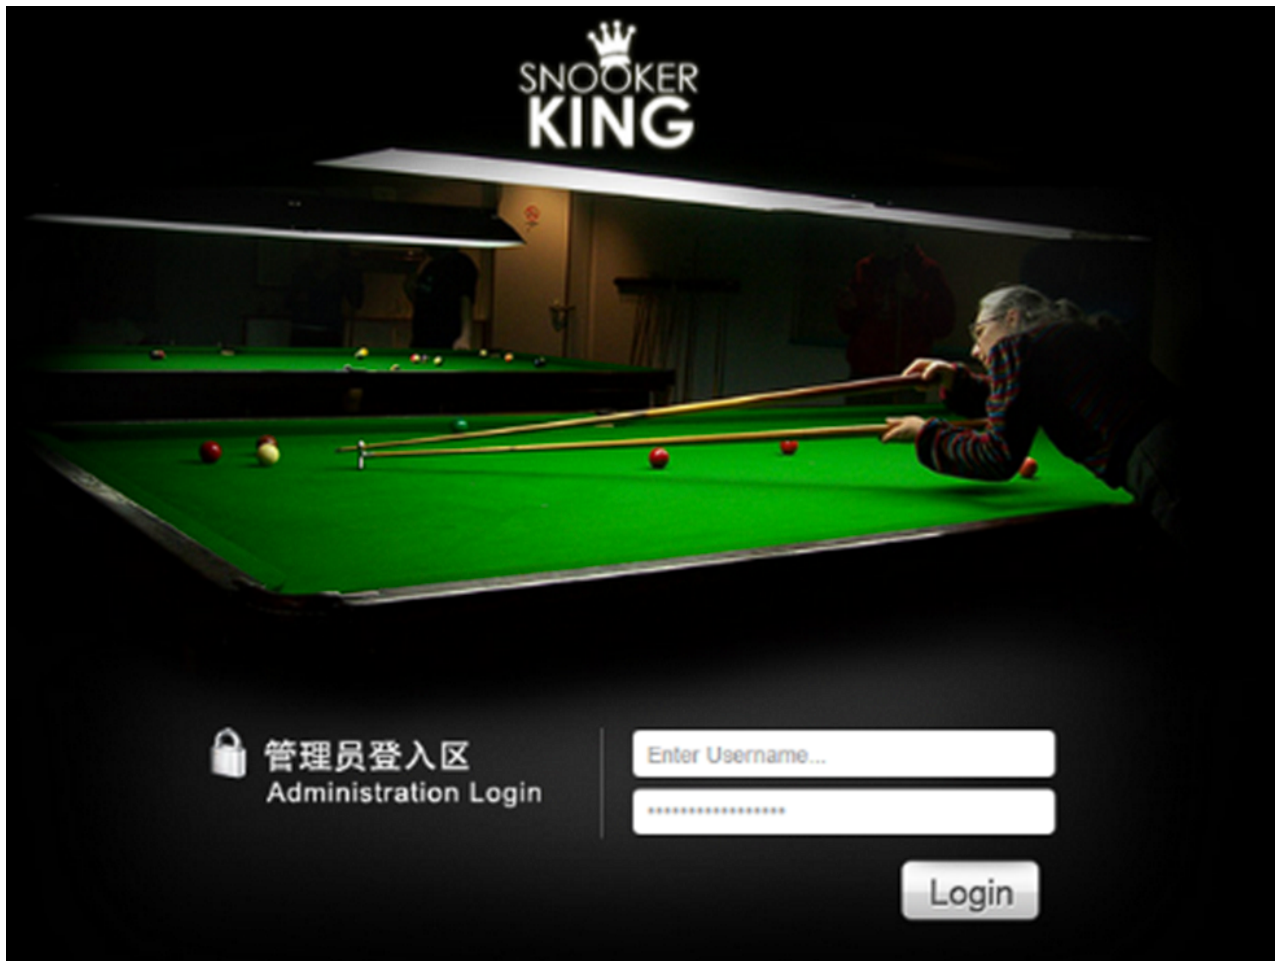 SNOOKER
KING
管理员登入区
Administration Login
Enter Username...
•••••••••••••••••
Login